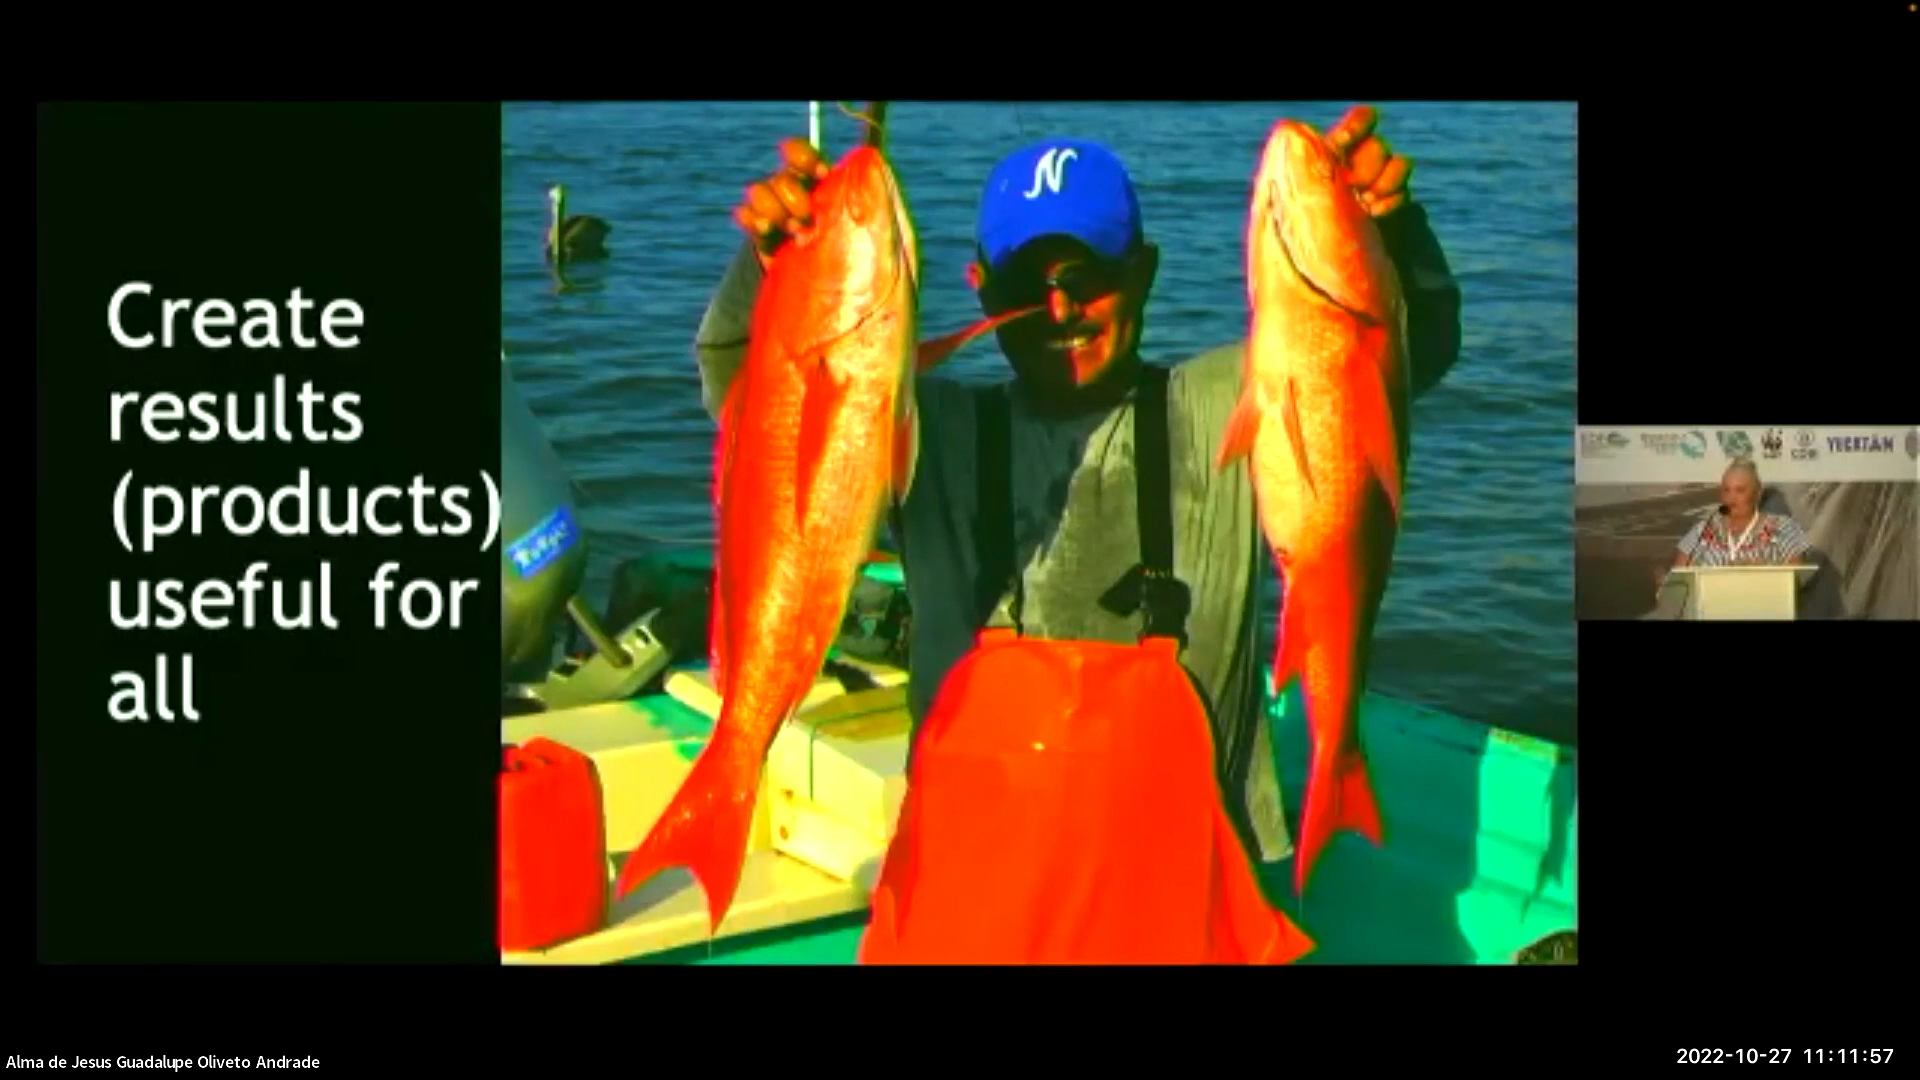 Create
results
(products)
useful for
all
N
WWF
YUCATÁN
Alma de Jesus Guadalupe Oliveto Andrade
2022-10-27 11:11:57